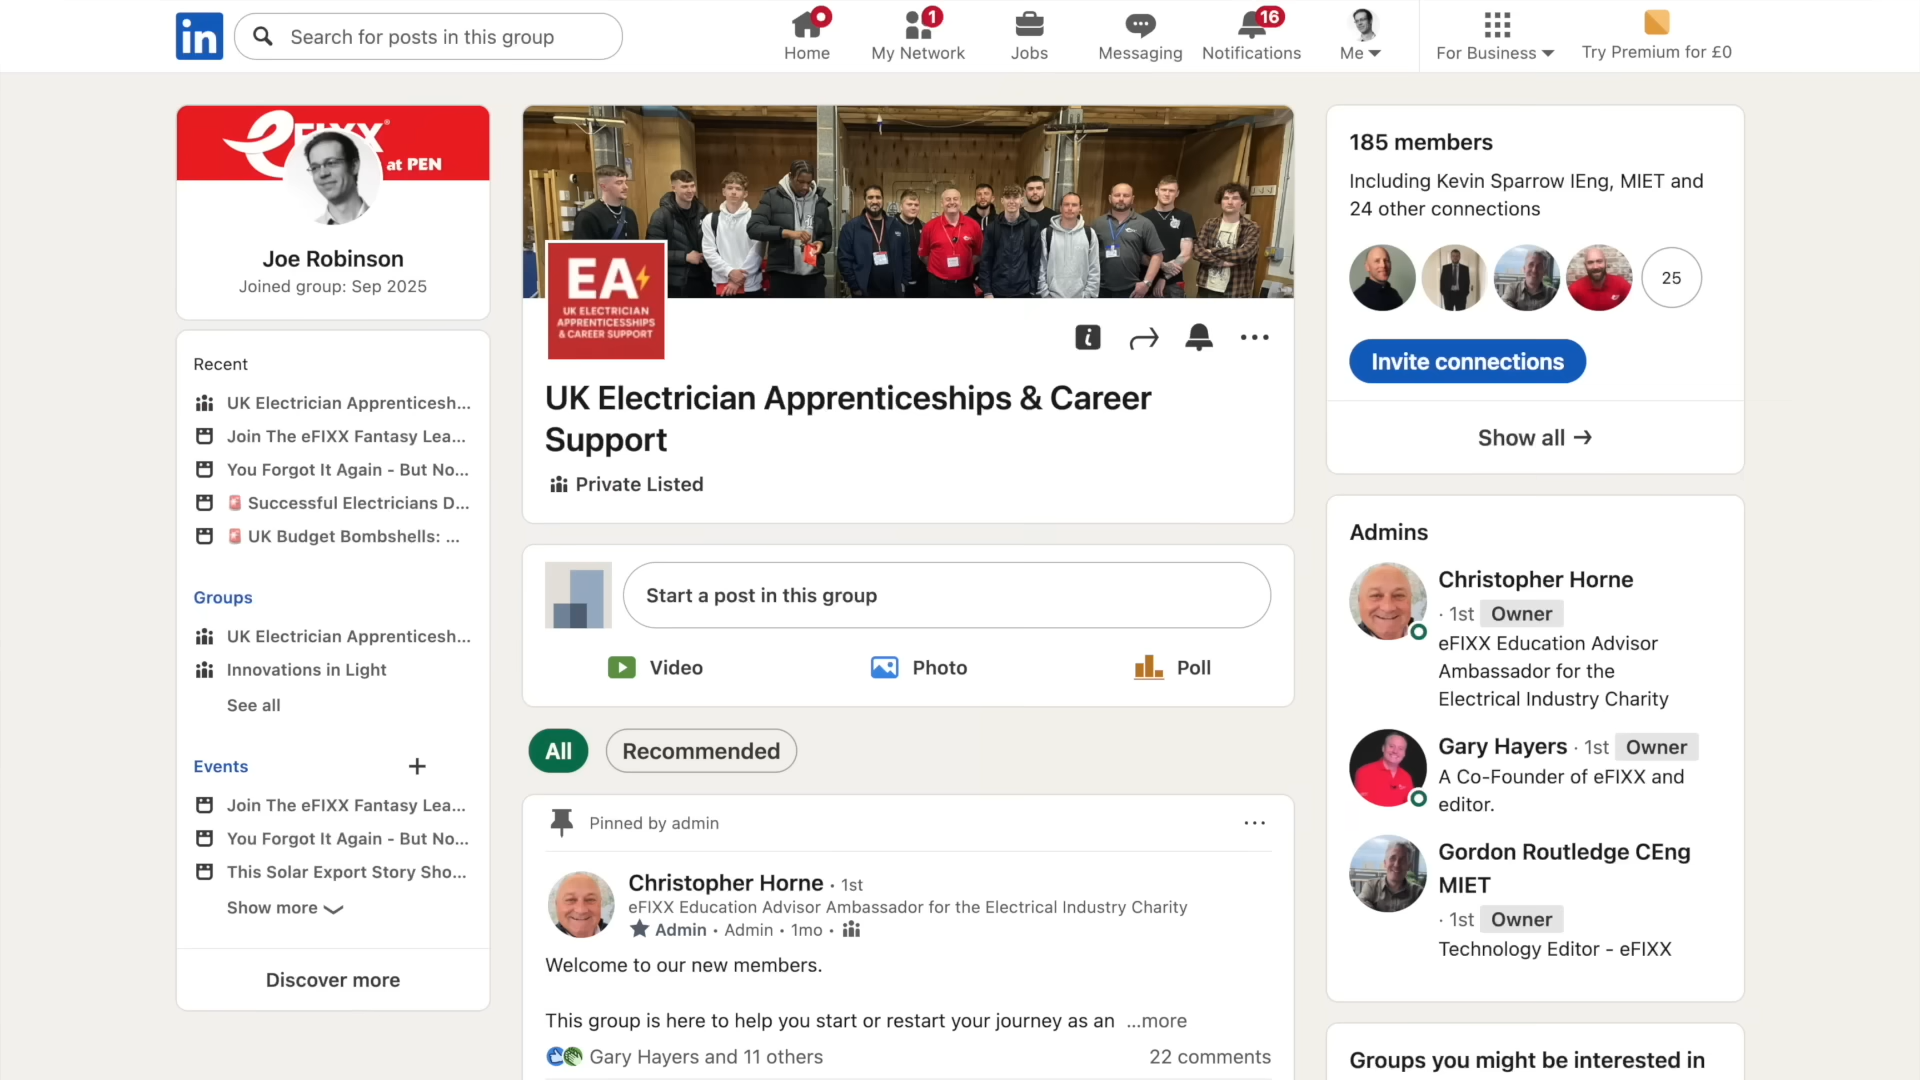 in
Search for posts in this group
Home
1
My Network
Jobs
Messaging
16
Notifications
Me
For Business
Try Premium for £0
eFIXX®
at PEN
Joe Robinson
Joined group: Sep 2025
Recent
UK Electrician Apprenticesh...
Join The eFIXX Fantasy Lea...
You Forgot It Again - But No...
🚨 Successful Electricians D...
🚨 UK Budget Bombshells: ...
Groups
UK Electrician Apprenticesh...
Innovations in Light
See all
Events
Join The eFIXX Fantasy Lea...
You Forgot It Again - But No...
This Solar Export Story Sho...
Show more
Discover more
EA
UK ELECTRICIAN
APPRENTICESSHIPS
& CAREER SUPPORT
UK Electrician Apprenticeships & Career
Support
Private Listed
Start a post in this group
Video
Photo
Poll
All
Recommended
Pinned by admin
Christopher Horne • 1st
eFIXX Education Advisor Ambassador for the Electrical Industry Charity
Admin • Admin • 1mo •
Welcome to our new members.
This group is here to help you start or restart your journey as an ...more
Gary Hayers and 11 others
22 comments
185 members
Including Kevin Sparrow IEng, MIET and
24 other connections
25
Invite connections
Show all →
Admins
Christopher Horne
· 1st Owner
eFIXX Education Advisor
Ambassador for the
Electrical Industry Charity
Gary Hayers · 1st Owner
A Co-Founder of eFIXX and
editor.
Gordon Routledge CEng
MIET
· 1st Owner
Technology Editor - eFIXX
Groups you might be interested in